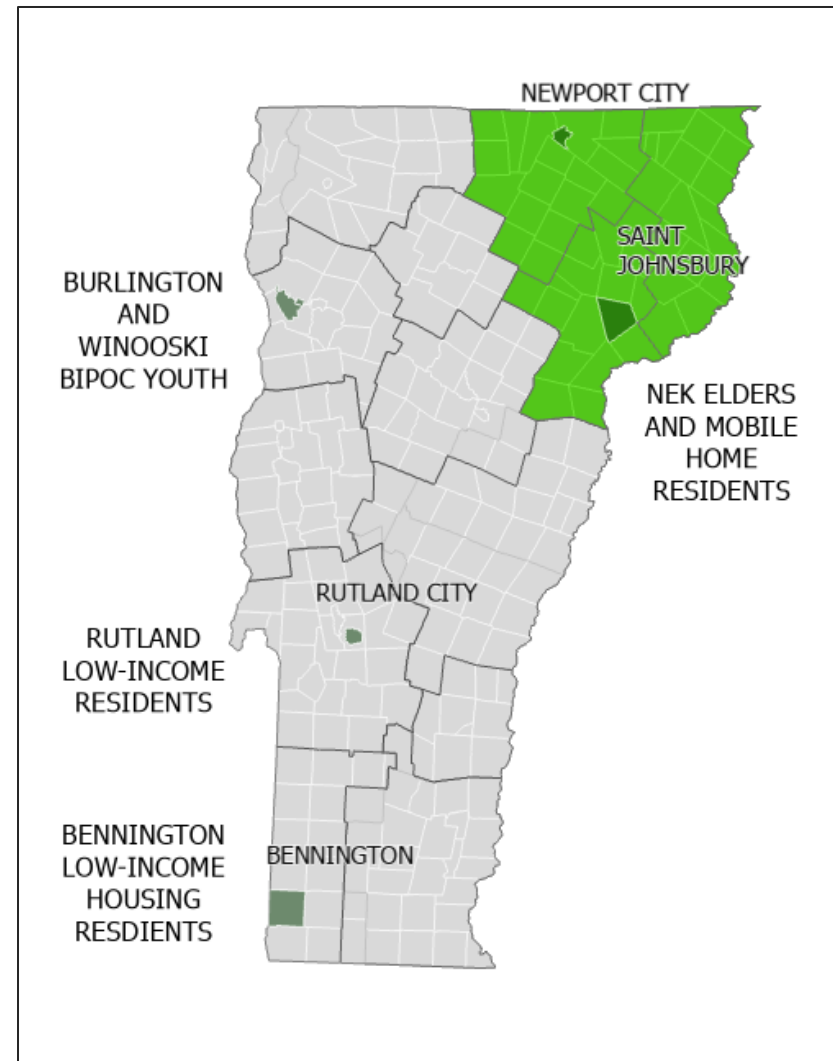 NEWPORT CITY
SAINT
JOHNSBURY
BURLINGTON
AND
WINOOSKI
BIPOC YOUTH
NEK ELDERS
AND MOBILE
HOME
RESIDENTS
RUTLAND CITY
RUTLAND
LOW-INCOME
RESIDENTS
BENNINGTON
LOW-INCOME
HOUSING
RESDIENTS
BENNINGTON